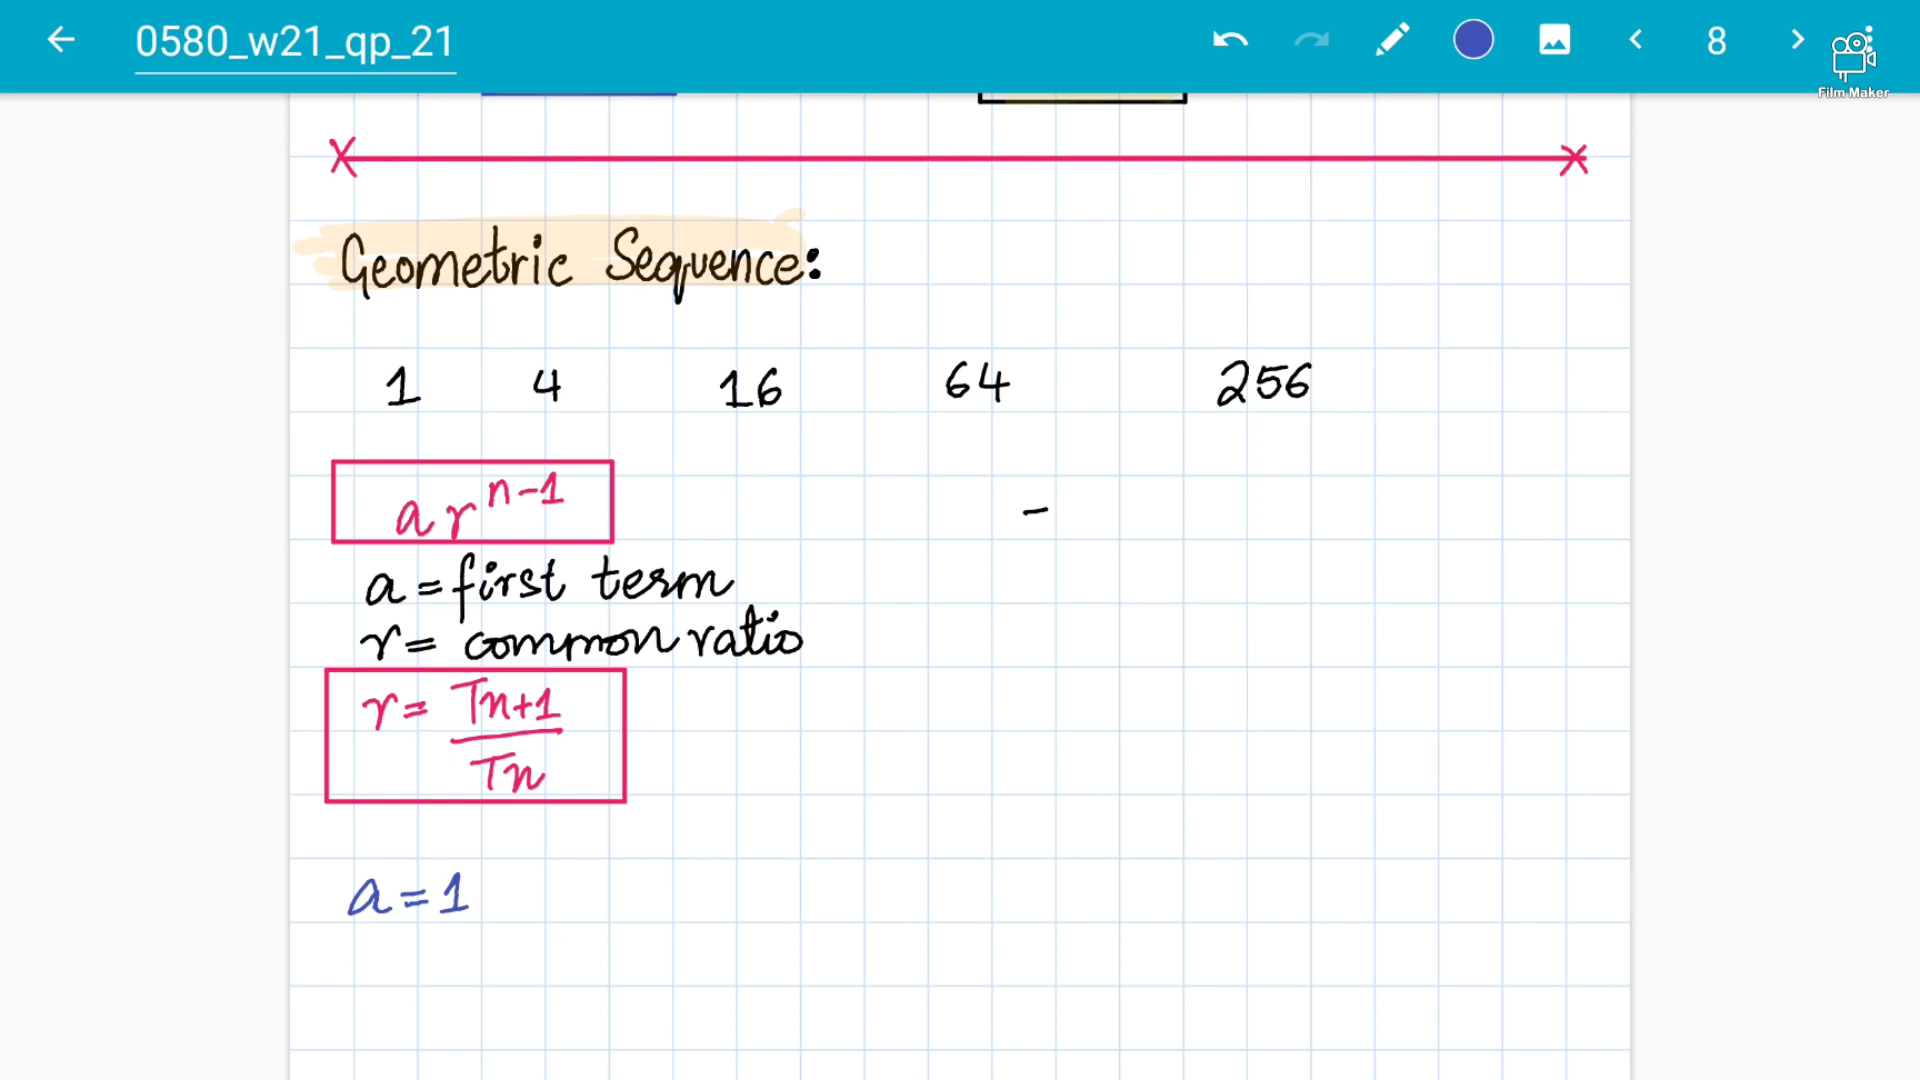 0580_w21_qp_21
8
Film Maker
Geometric Sequence:
1 4 16 64 256
ar^{n-1}
-
a = first term
r = common ratio
r = \frac{Tn+1}{Tn}
a = 1